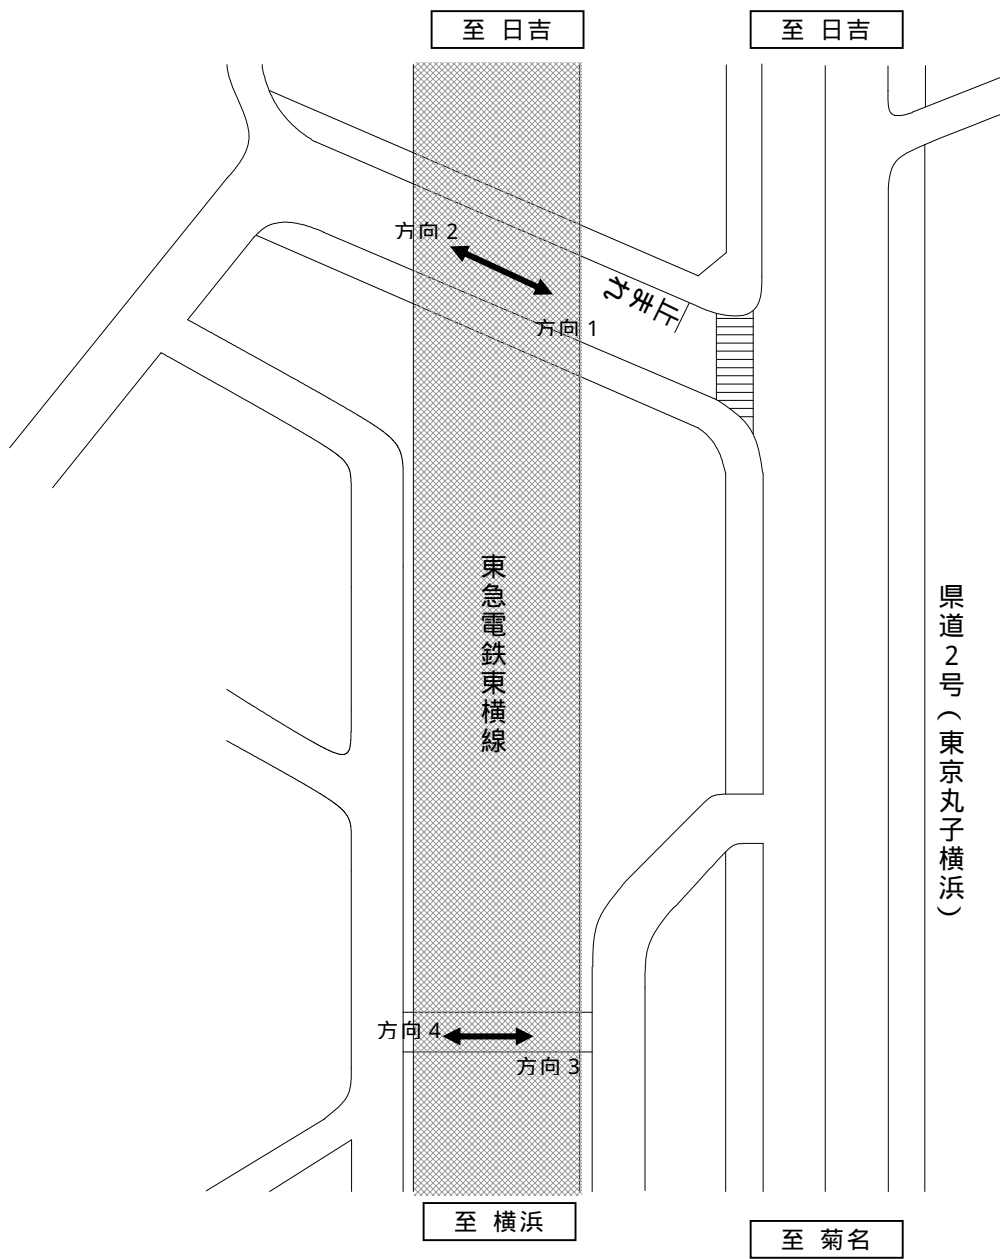 至 日吉
至 日吉
方向 2
止まれ
方向 1
東急電鉄東横線
県道2号(東京丸子横浜)
方向 4
方向 3
至 横浜
至 菊名